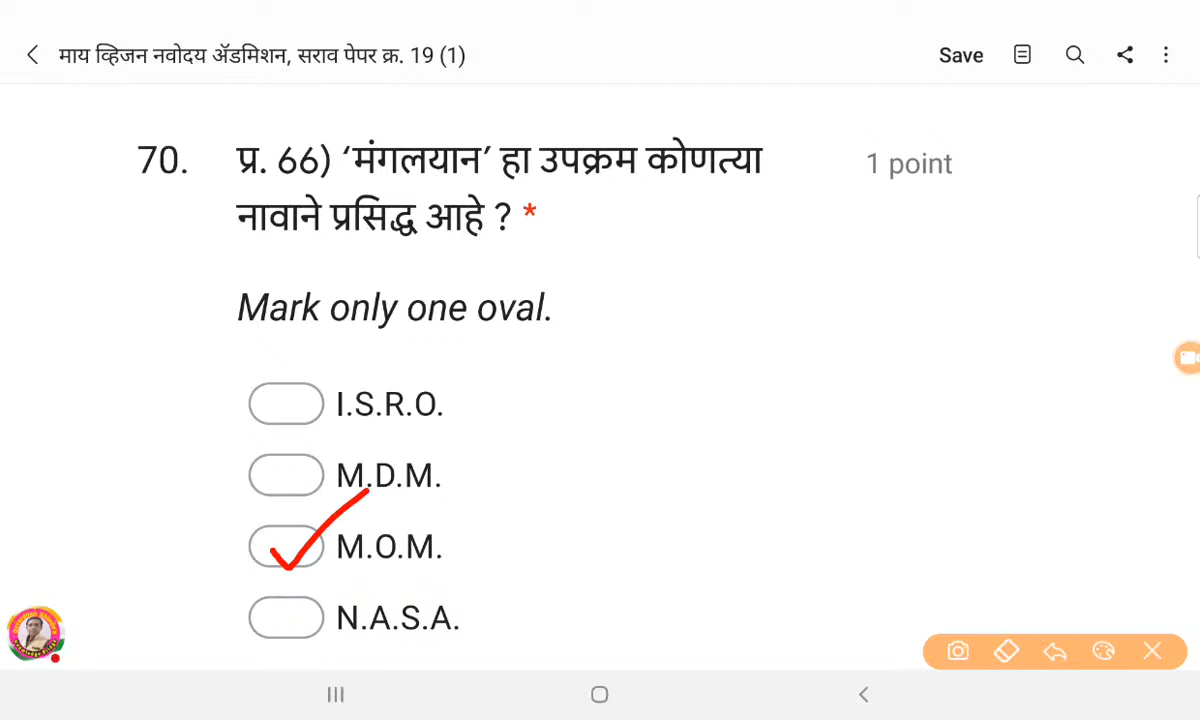 माय व्हिजन नवोदय ॲडमिशन, सराव पेपर क्र. 19 (1)
Save
70. प्र. 66) ‘मंगलयान’ हा उपक्रम कोणत्या 1 point
नावाने प्रसिद्ध आहे ? *
Mark only one oval.
I.S.R.O.
M.D.M.
M.O.M.
N.A.S.A.